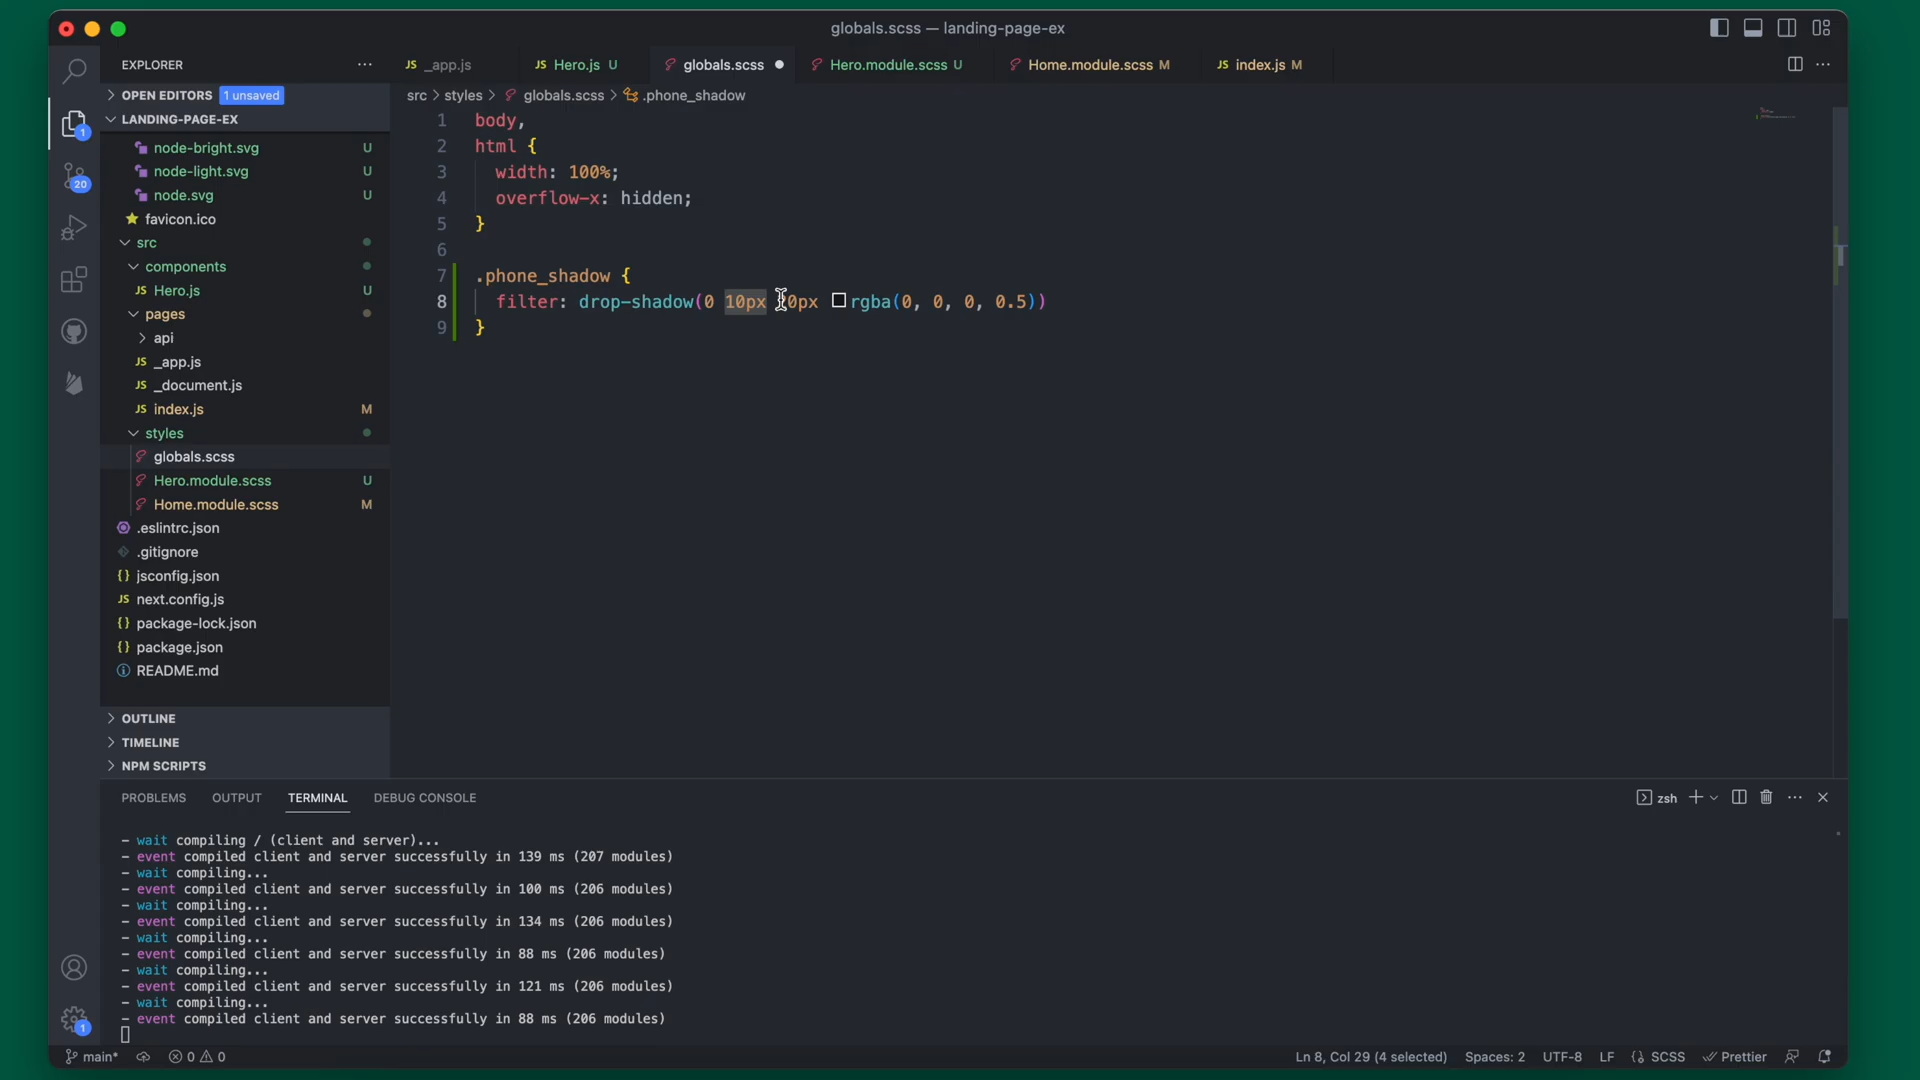 globals.scss — landing-page-ex
EXPLORER
JS _app.js
JS Hero.js U
globals.scss
Hero.module.scss U
Home.module.scss M
JS index.js M
OPEN EDITORS 1 unsaved
src > styles > globals.scss > .phone_shadow
LANDING-PAGE-EX
node-bright.svg U
node-light.svg U
node.svg U
favicon.ico
src
components
JS Hero.js U
pages
api
JS _app.js
JS _document.js
JS index.js M
styles
globals.scss
Hero.module.scss U
Home.module.scss M
.eslintrc.json
.gitignore
{} jsconfig.json
JS next.config.js
{} package-lock.json
{} package.json
README.md
OUTLINE
TIMELINE
NPM SCRIPTS
1
20
1
1 body,
2 html {
3 width: 100%;
4 overflow-x: hidden;
5 }
6
7 .phone_shadow {
8 filter: drop-shadow(0 10px 0px rgba(0, 0, 0, 0.5))
9 }
PROBLEMS OUTPUT TERMINAL DEBUG CONSOLE
zsh
- wait compiling / (client and server)...
- event compiled client and server successfully in 139 ms (207 modules)
- wait compiling...
- event compiled client and server successfully in 100 ms (206 modules)
- wait compiling...
- event compiled client and server successfully in 134 ms (206 modules)
- wait compiling...
- event compiled client and server successfully in 88 ms (206 modules)
- wait compiling...
- event compiled client and server successfully in 121 ms (206 modules)
- wait compiling...
- event compiled client and server successfully in 88 ms (206 modules)
main* 0 0 Ln 8, Col 29 (4 selected) Spaces: 2 UTF-8 LF {} SCSS Prettier